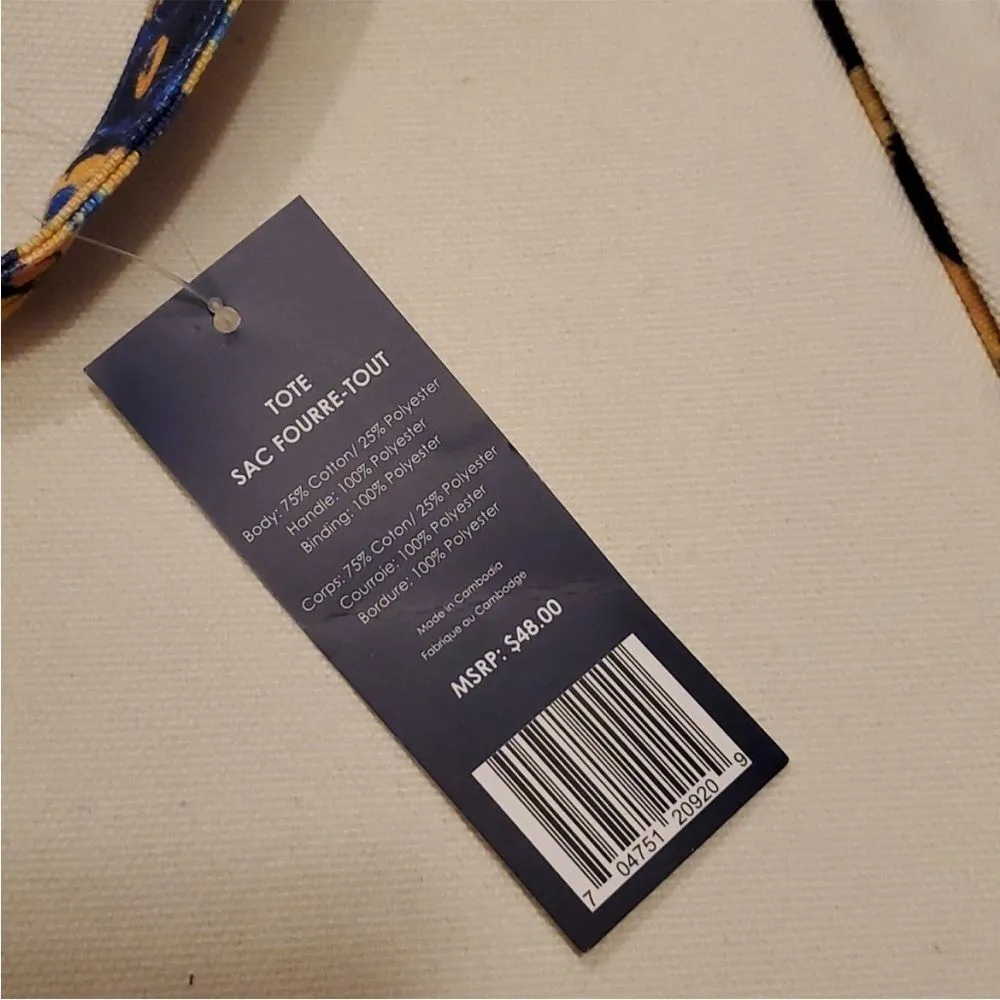 TOTE
SAC FOURRE-TOUT
Body: 75% Cotton/ 25% Polyester
Handle: 100% Polyester
Binding: 100% Polyester
Corps: 75% Coton/ 25% Polyester
Courroie: 100% Polyester
Bordure: 100% Polyester
Made in Cambodia
Fabrique au Cambodge
MSRP: $48.00
7 04751 20920 9